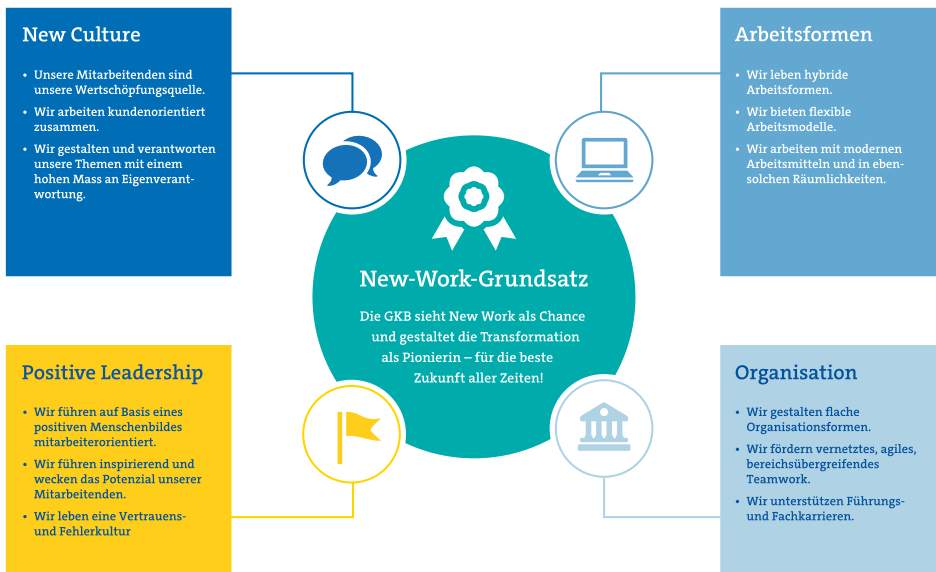 New Culture
• Unsere Mitarbeitenden sind
unsere Wertschöpfungsquelle.
• Wir arbeiten kundenorientiert
zusammen.
• Wir gestalten und verantworten
unsere Themen mit einem
hohen Mass an Eigenverant-
wortung.
Arbeitsformen
• Wir leben hybride
Arbeitsformen.
• Wir bieten flexible
Arbeitsmodelle.
• Wir arbeiten mit modernen
Arbeitsmitteln und in eben-
solchen Räumlichkeiten.
New-Work-Grundsatz
Die GKB sieht New Work als Chance
und gestaltet die Transformation
als Pionierin – für die beste
Zukunft aller Zeiten!
Positive Leadership
• Wir führen auf Basis eines
positiven Menschenbildes
mitarbeiterorientiert.
• Wir führen inspirierend und
wecken das Potenzial unserer
Mitarbeitenden.
• Wir leben eine Vertrauens-
und Fehlerkultur
Organisation
• Wir gestalten flache
Organisationsformen.
• Wir fördern vernetztes, agiles,
bereichsübergreifendes
Teamwork.
• Wir unterstützen Führungs-
und Fachkarrieren.